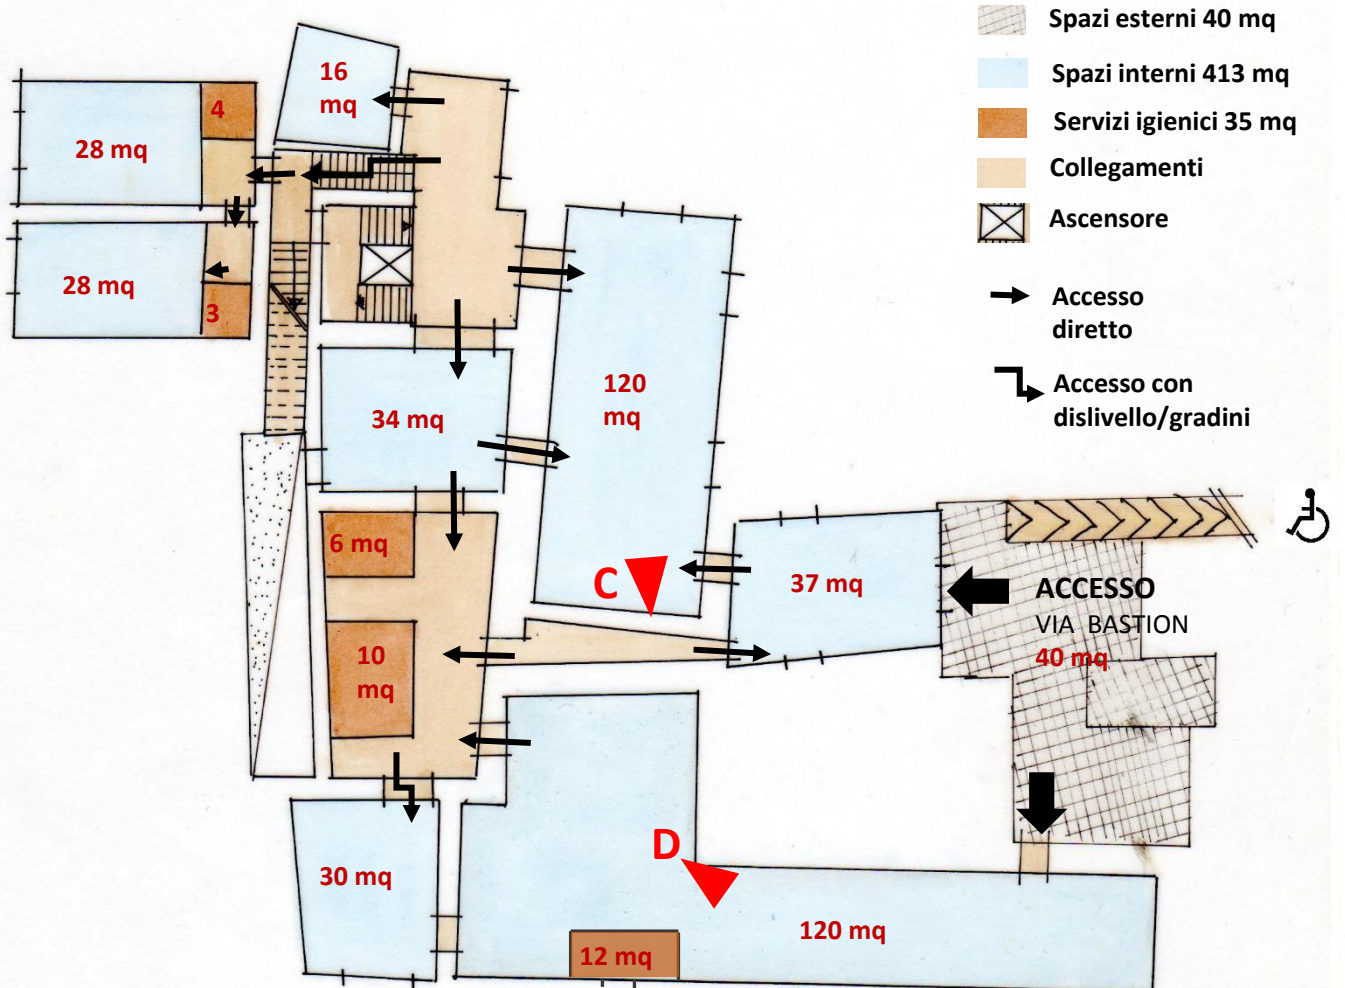 Spazi esterni 40 mq
Spazi interni 413 mq
Servizi igienici 35 mq
Collegamenti
Ascensore
Accesso
diretto
Accesso con
dislivello/gradini
16
mq
4
28 mq
28 mq
3
120
mq
34 mq
6 mq
C
37 mq
ACCESSO
VIA BASTION
40 mq
10
mq
D
30 mq
120 mq
12 mq